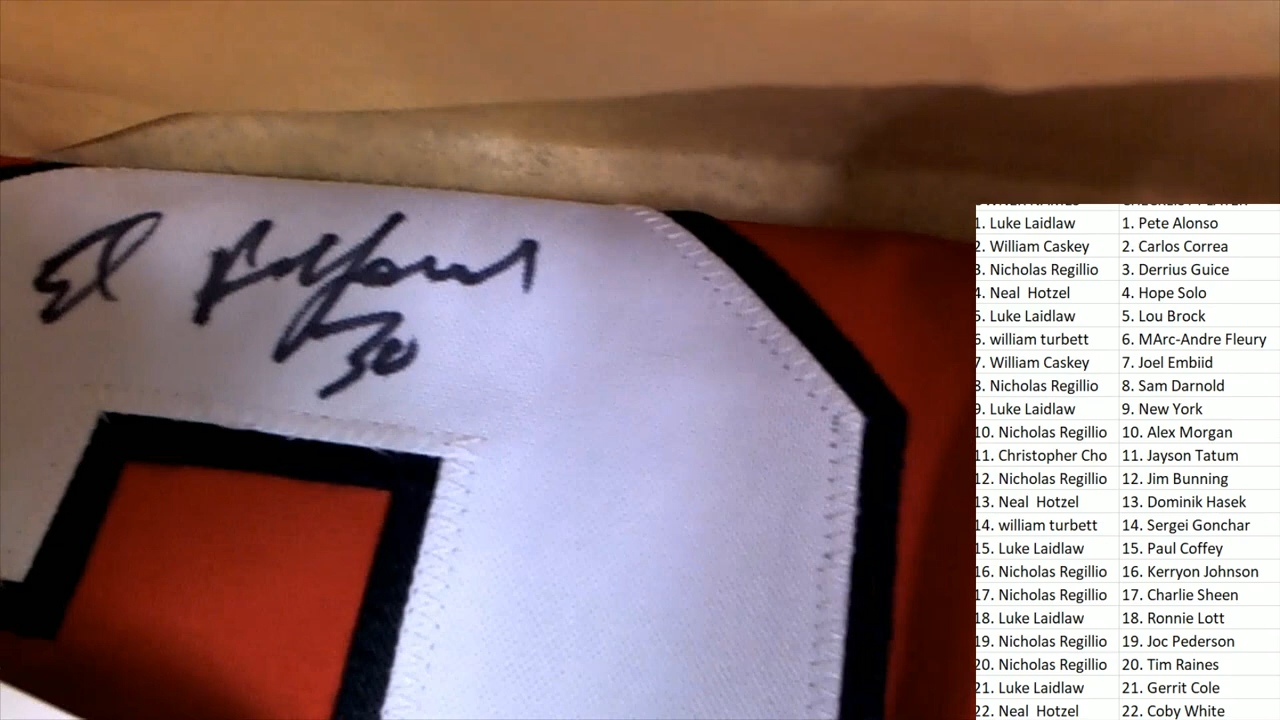 Ed
30
1. Luke Laidlaw 1. Pete Alonso
2. William Caskey 2. Carlos Correa
3. Nicholas Regillio 3. Derrius Guice
4. Neal Hotzel 4. Hope Solo
5. Luke Laidlaw 5. Lou Brock
6. william turbett 6. MArc-Andre Fleury
7. William Caskey 7. Joel Embiid
8. Nicholas Regillio 8. Sam Darnold
9. Luke Laidlaw 9. New York
10. Nicholas Regillio 10. Alex Morgan
11. Christopher Cho 11. Jayson Tatum
12. Nicholas Regillio 12. Jim Bunning
13. Neal Hotzel 13. Dominik Hasek
14. william turbett 14. Sergei Gonchar
15. Luke Laidlaw 15. Paul Coffey
16. Nicholas Regillio 16. Kerryon Johnson
17. Nicholas Regillio 17. Charlie Sheen
18. Luke Laidlaw 18. Ronnie Lott
19. Nicholas Regillio 19. Joc Pederson
20. Nicholas Regillio 20. Tim Raines
21. Luke Laidlaw 21. Gerrit Cole
22. Neal Hotzel 22. Coby White